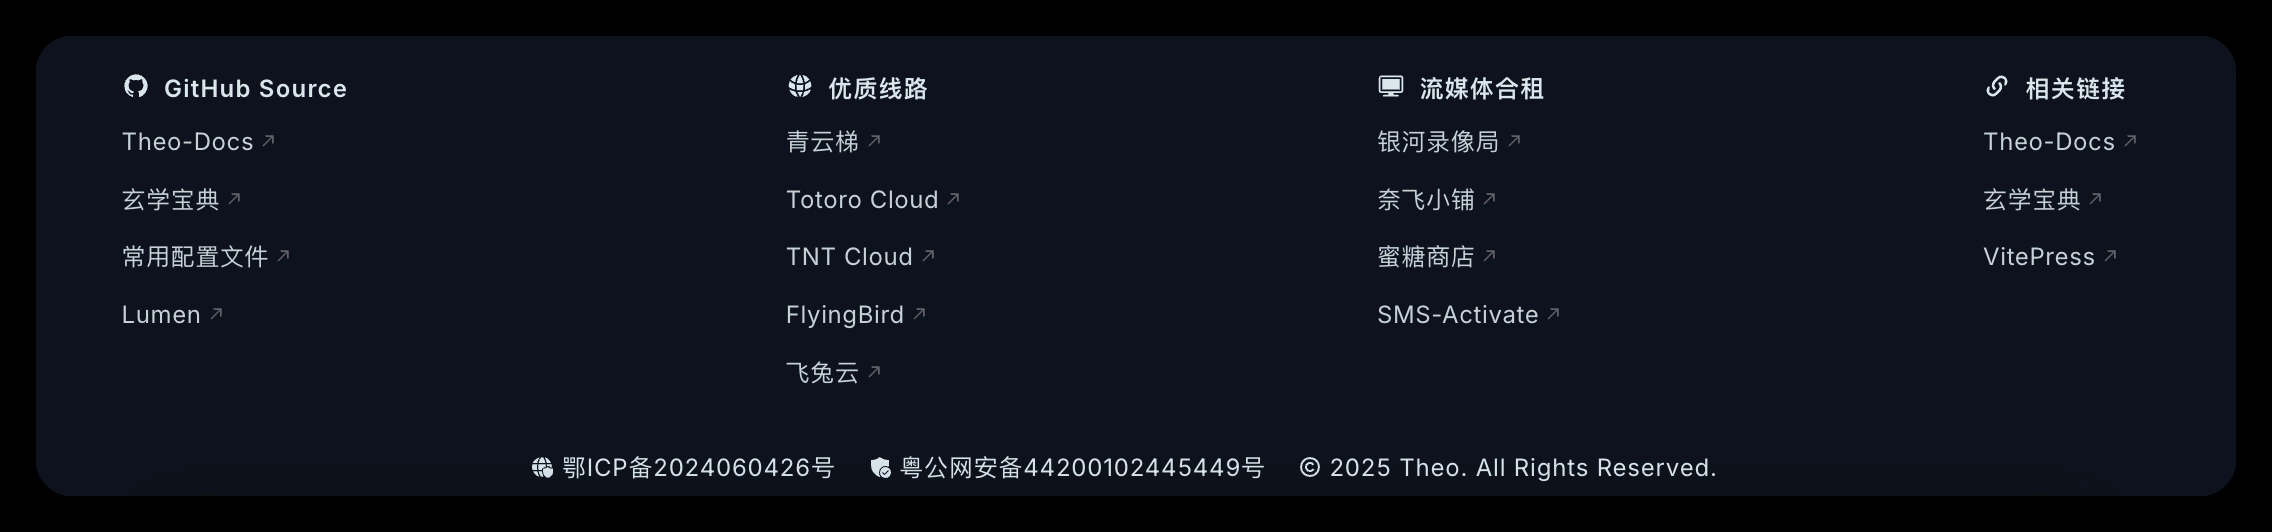 GitHub Source
Theo-Docs
玄学宝典
常用配置文件
Lumen
优质线路
青云梯
Totoro Cloud
TNT Cloud
FlyingBird
飞兔云
流媒体合租
银河录像局
奈飞小铺
蜜糖商店
SMS-Activate
相关链接
Theo-Docs
玄学宝典
VitePress
鄂ICP备2024060426号 粤公网安备44200102445449号 © 2025 Theo. All Rights Reserved.